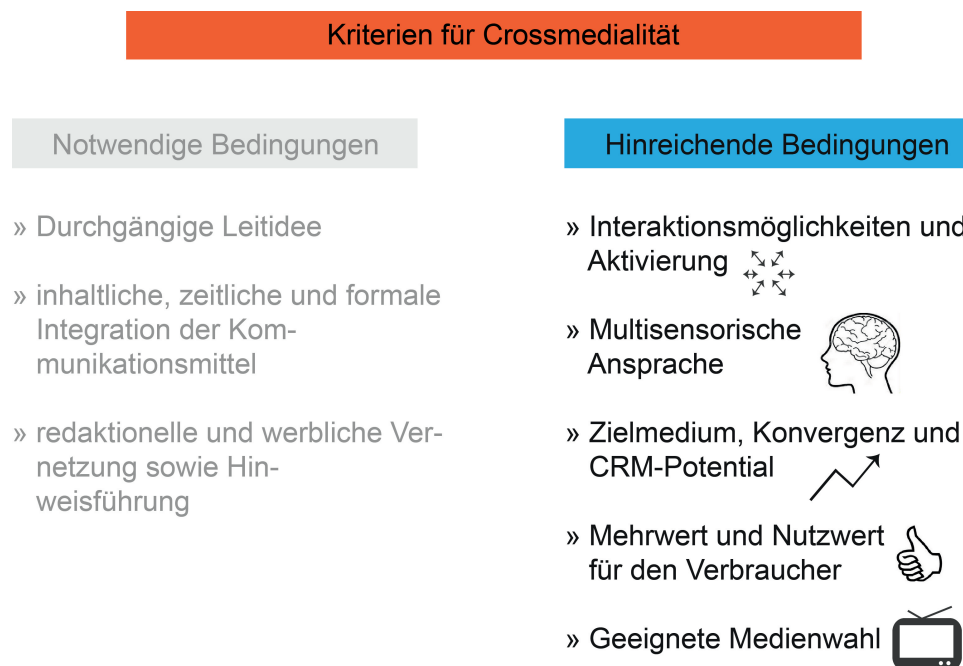 Kriterien für Crossmedialität
Notwendige Bedingungen
» Durchgängige Leitidee
» inhaltliche, zeitliche und formale
Integration der Kom-
munikationsmittel
» redaktionelle und werbliche Ver-
netzung sowie Hin-
weisführung
Hinreichende Bedingungen
» Interaktionsmöglichkeiten und
Aktivierung
» Multisensorische
Ansprache
» Zielmedium, Konvergenz und
CRM-Potential
» Mehrwert und Nutzwert
für den Verbraucher
» Geeignete Medienwahl